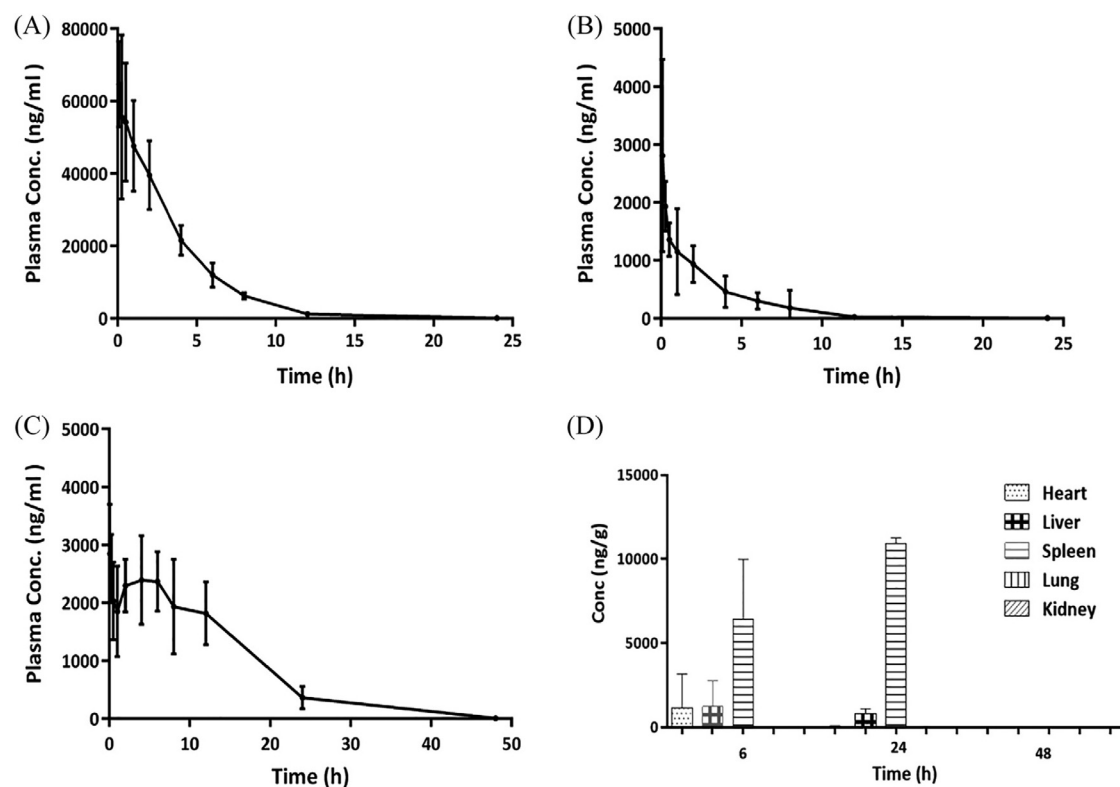 (A)
80000
60000
40000
20000
0
Plasma Conc. (ng/ml )
0 5 10 15 20 25
Time (h)
(B)
5000
4000
3000
2000
1000
0
Plasma Conc. (ng/ml )
0 5 10 15 20 25
Time (h)
(C)
5000
4000
3000
2000
1000
0
Plasma Conc. (ng/ml )
0 10 20 30 40 50
Time (h)
(D)
15000
10000
5000
0
Conc (ng/g)
Heart
Liver
Spleen
Lung
Kidney
6 24 48
Time (h)